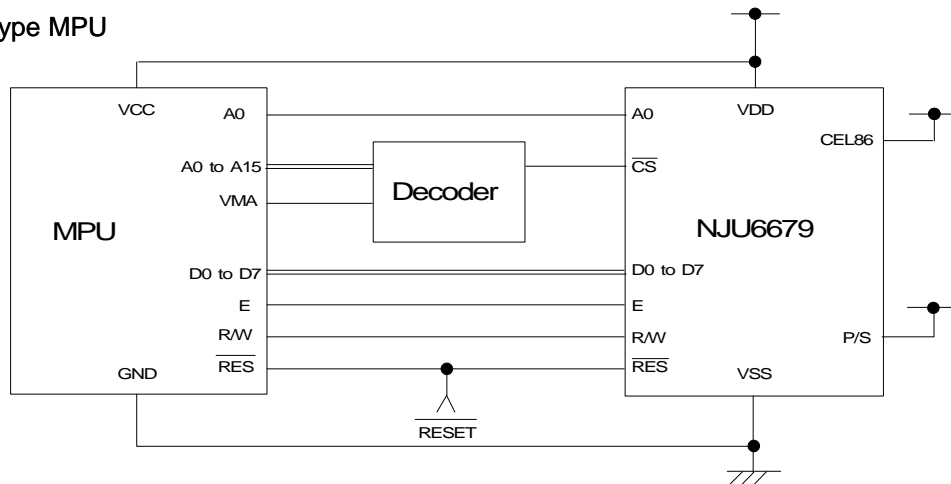 ype MPU
VCC
A0
A0 to A15
VMA
MPU
D0 to D7
E
R/W
RES
GND
Decoder
RESET
A0
VDD
CEL86
CS
NJU6679
D0 to D7
E
R/W
P/S
RES
VSS